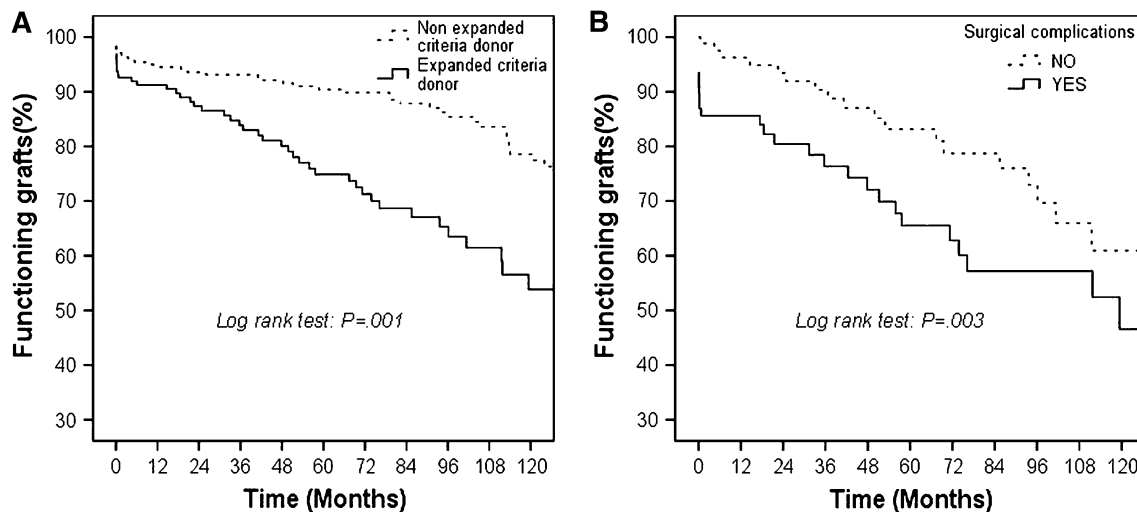 A
Non expanded
criteria donor
Expanded criteria
donor
100
90
80
70
60
50
40
30
Functioning grafts(%)
Log rank test: P=.001
0 12 24 36 48 60 72 84 96 108 120
Time (Months)
B
Surgical complications
NO
YES
100
90
80
70
60
50
40
30
Functioning grafts(%)
Log rank test: P=.003
0 12 24 36 48 60 72 84 96 108 120
Time (Months)